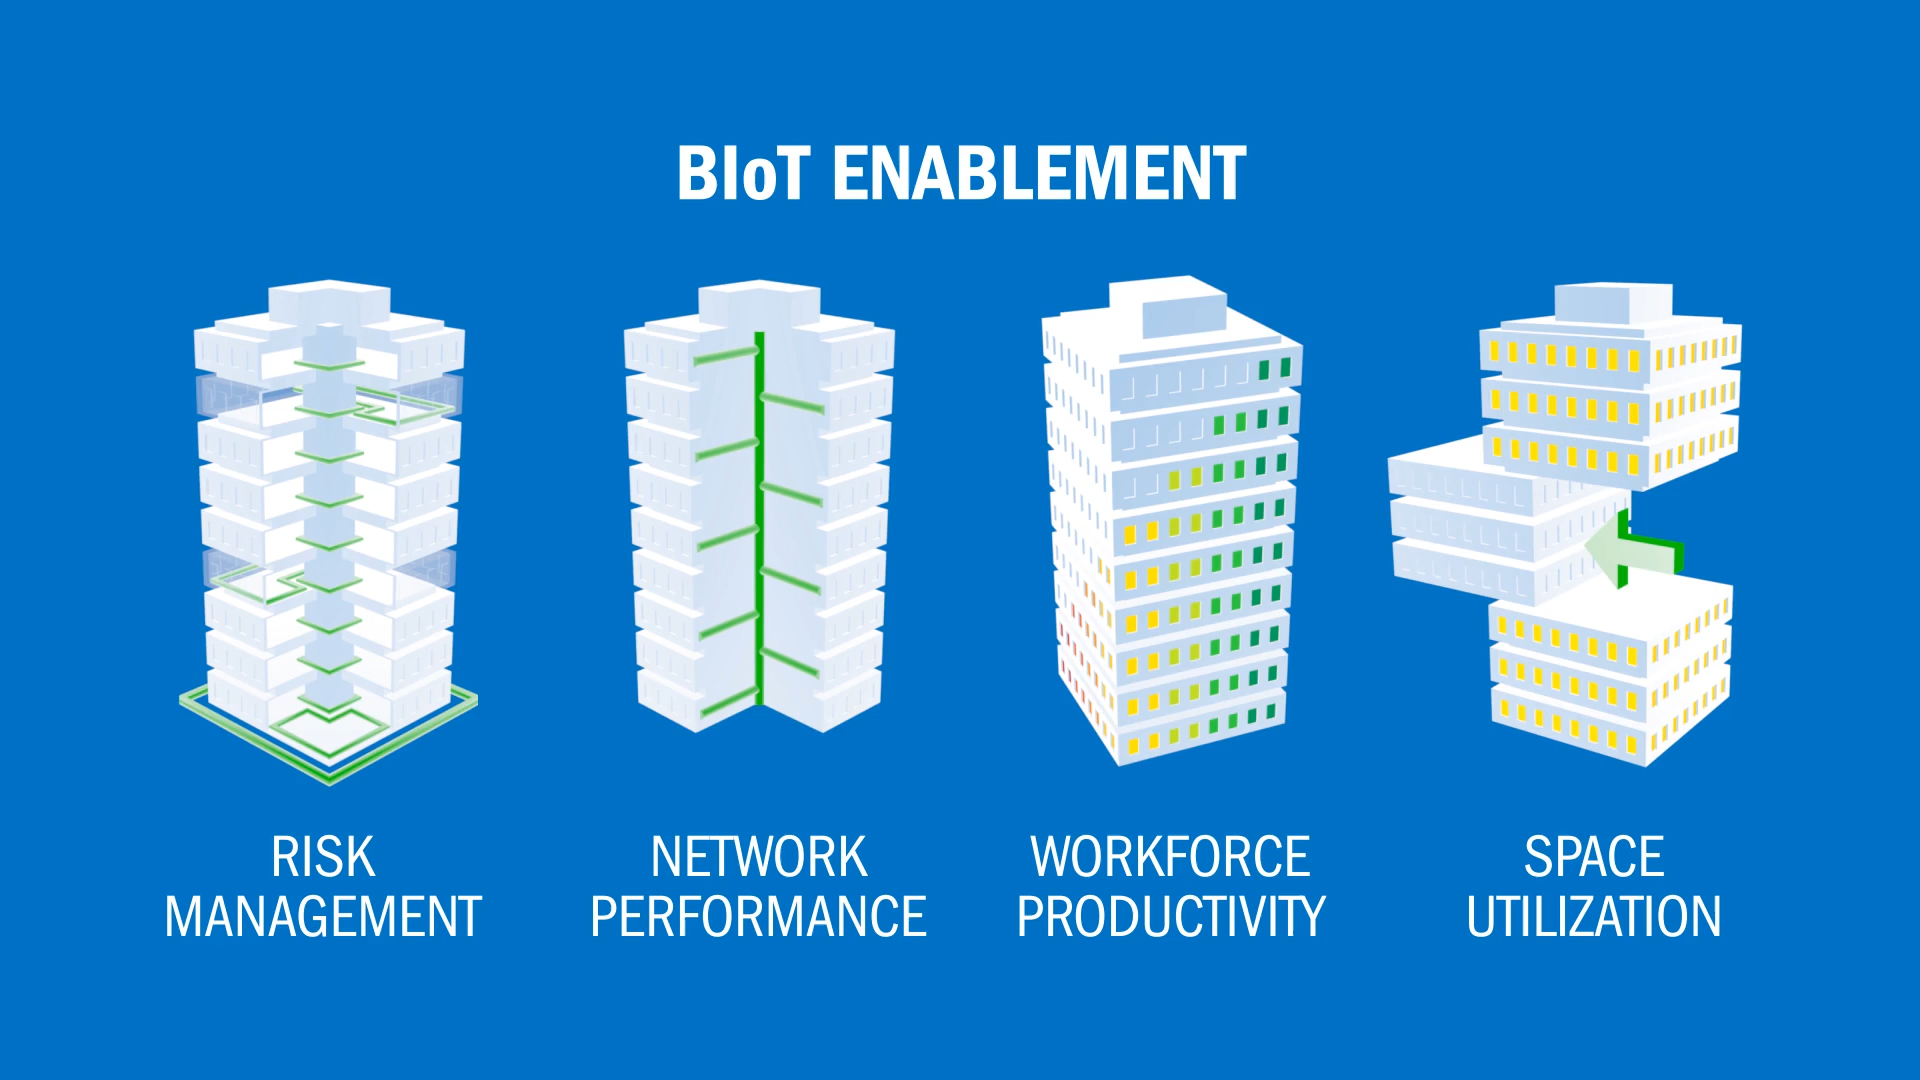 BIoT ENABLEMENT
RISK
MANAGEMENT
NETWORK
PERFORMANCE
WORKFORCE
PRODUCTIVITY
SPACE
UTILIZATION